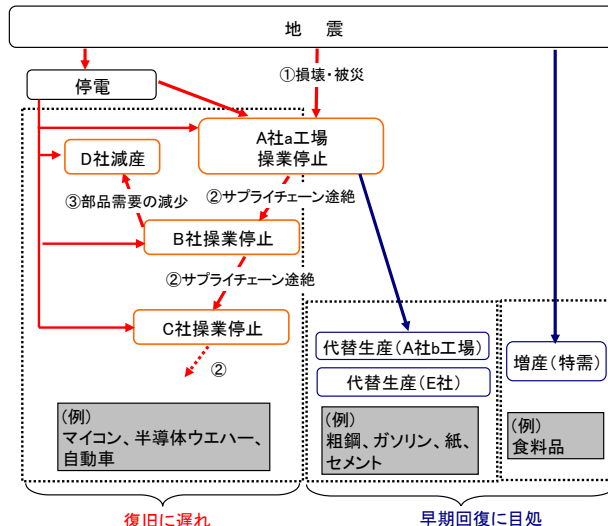 地　震
停電
①損壊・被災
A社a工場
操業停止
D社減産
②サプライチェーン途絶
③部品需要の減少
B社操業停止
②サプライチェーン途絶
C社操業停止
②
代替生産(A社b工場)
代替生産(E社)
増産(特需)
(例)
マイコン、半導体ウエハー、
自動車
(例)
粗鋼、ガソリン、紙、
セメント
(例)
食料品
復旧に遅れ
早期回復に目処